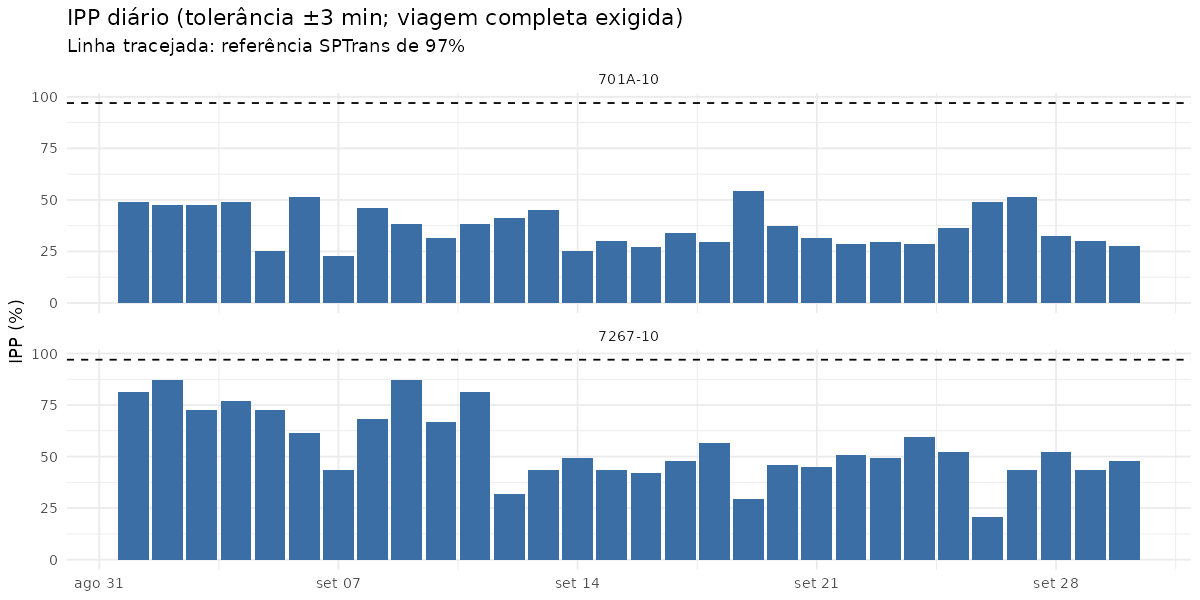 IPP diário (tolerância ±3 min; viagem completa exigida)
Linha tracejada: referência SPTrans de 97%
701A-10
100
75
50
25
0
IPP (%)
7267-10
100
75
50
25
0
ago 31
set 07
set 14
set 21
set 28